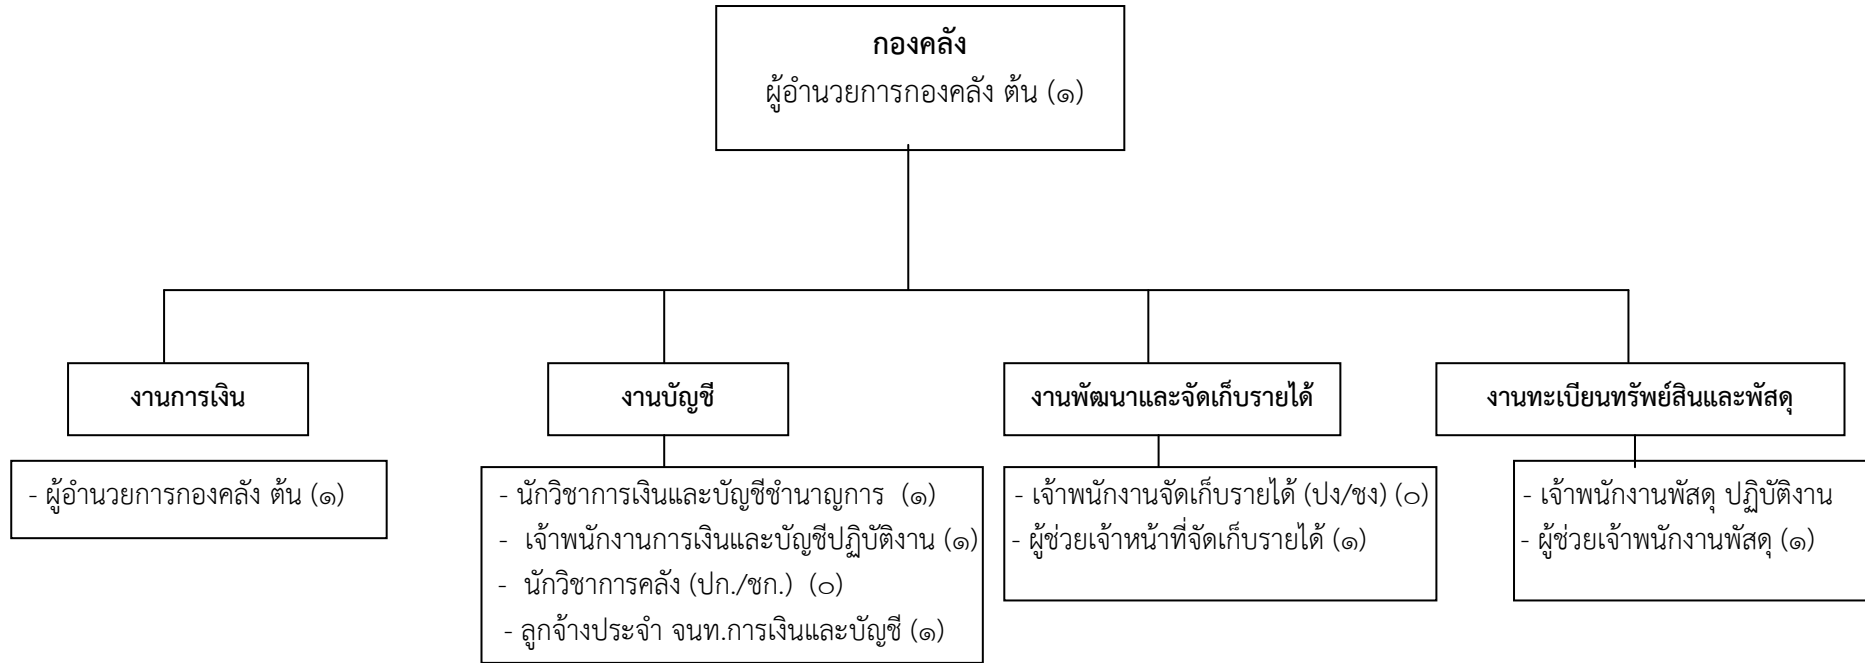 กองคลัง
ผู้อำนวยการกองคลัง ต้น (๑)
งานการเงิน
- ผู้อำนวยการกองคลัง ต้น (๑)
งานบัญชี
- นักวิชาการเงินและบัญชีชำนาญการ (๑)
- เจ้าพนักงานการเงินและบัญชีปฏิบัติงาน (๑)
- นักวิชาการคลัง (ปก./ชก.) (๐)
- ลูกจ้างประจำ จนท.การเงินและบัญชี (๑)
งานพัฒนาและจัดเก็บรายได้
- เจ้าพนักงานจัดเก็บรายได้ (ปง/ชง) (๐)
- ผู้ช่วยเจ้าหน้าที่จัดเก็บรายได้ (๑)
งานทะเบียนทรัพย์สินและพัสดุ
- เจ้าพนักงานพัสดุ ปฏิบัติงาน
- ผู้ช่วยเจ้าพนักงานพัสดุ (๑)